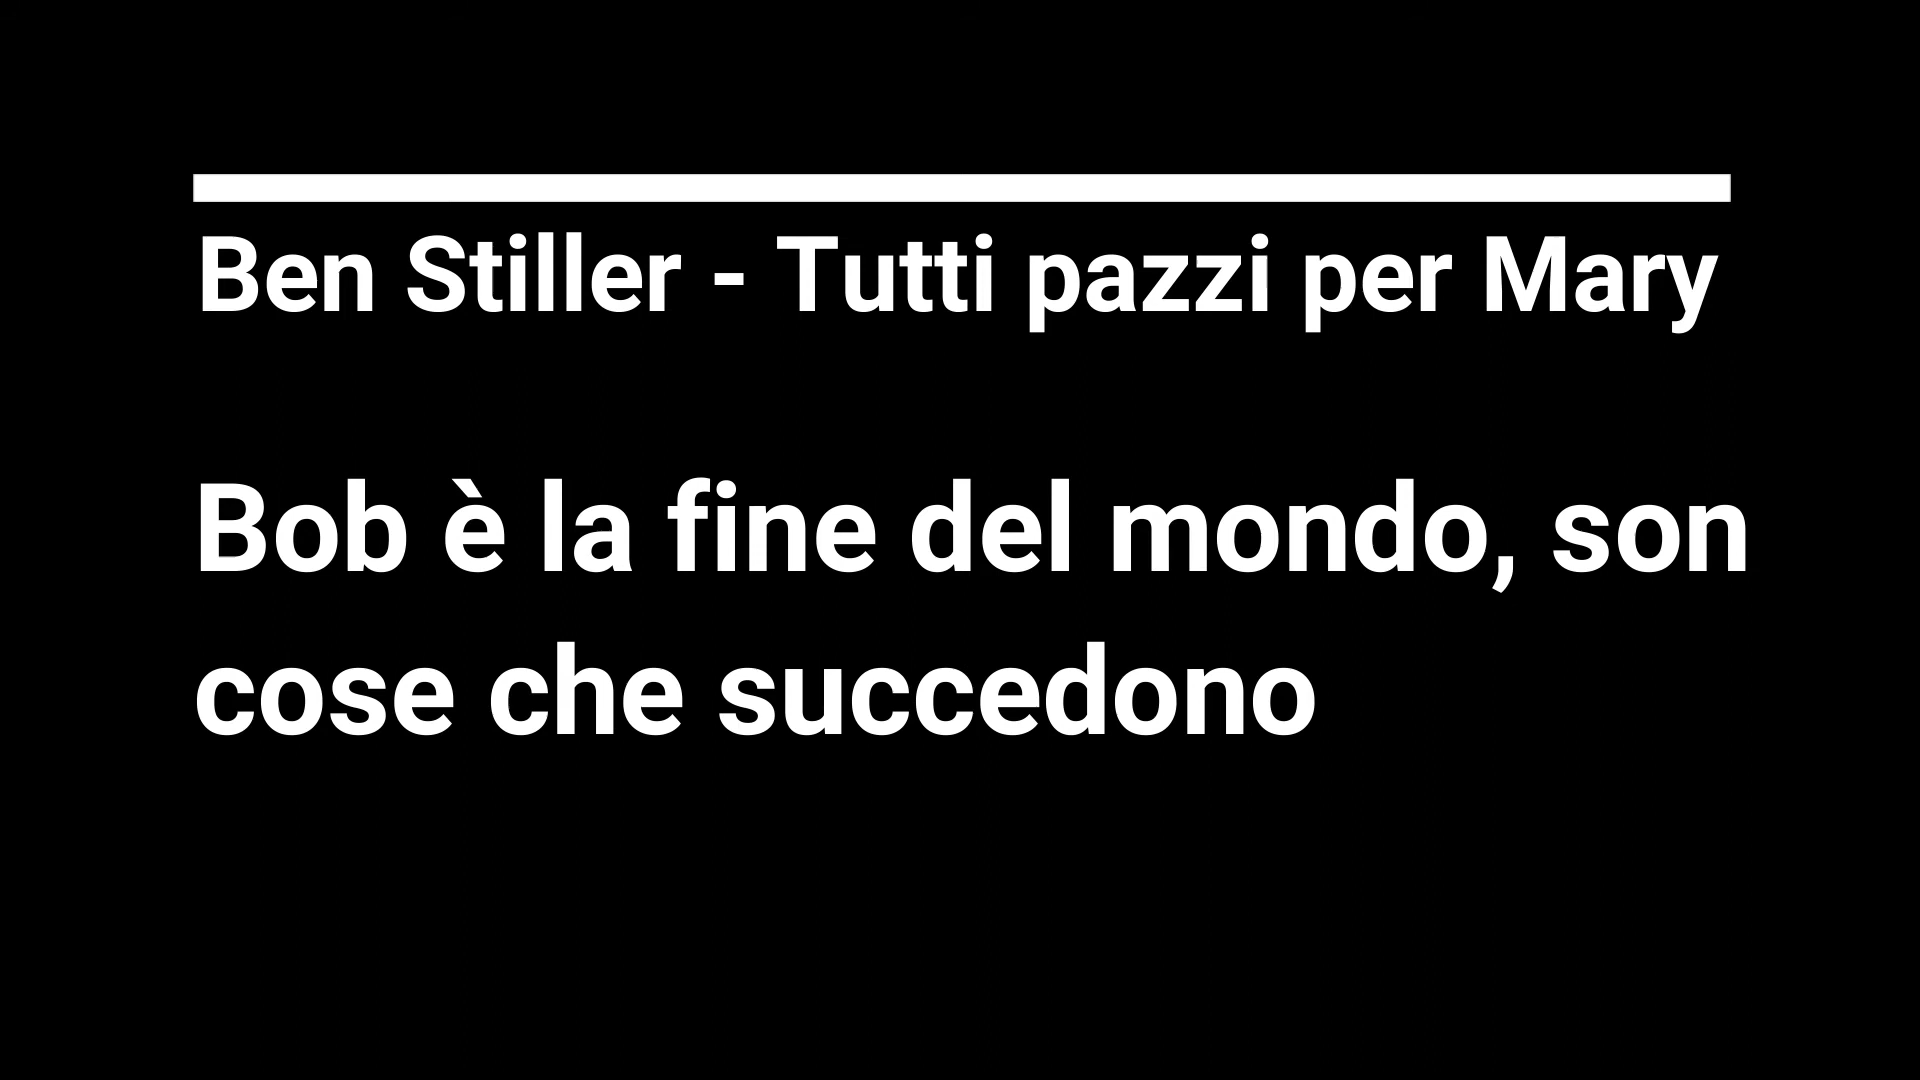 Ben Stiller - Tutti pazzi per Mary
Bob è la fine del mondo, son
cose che succedono